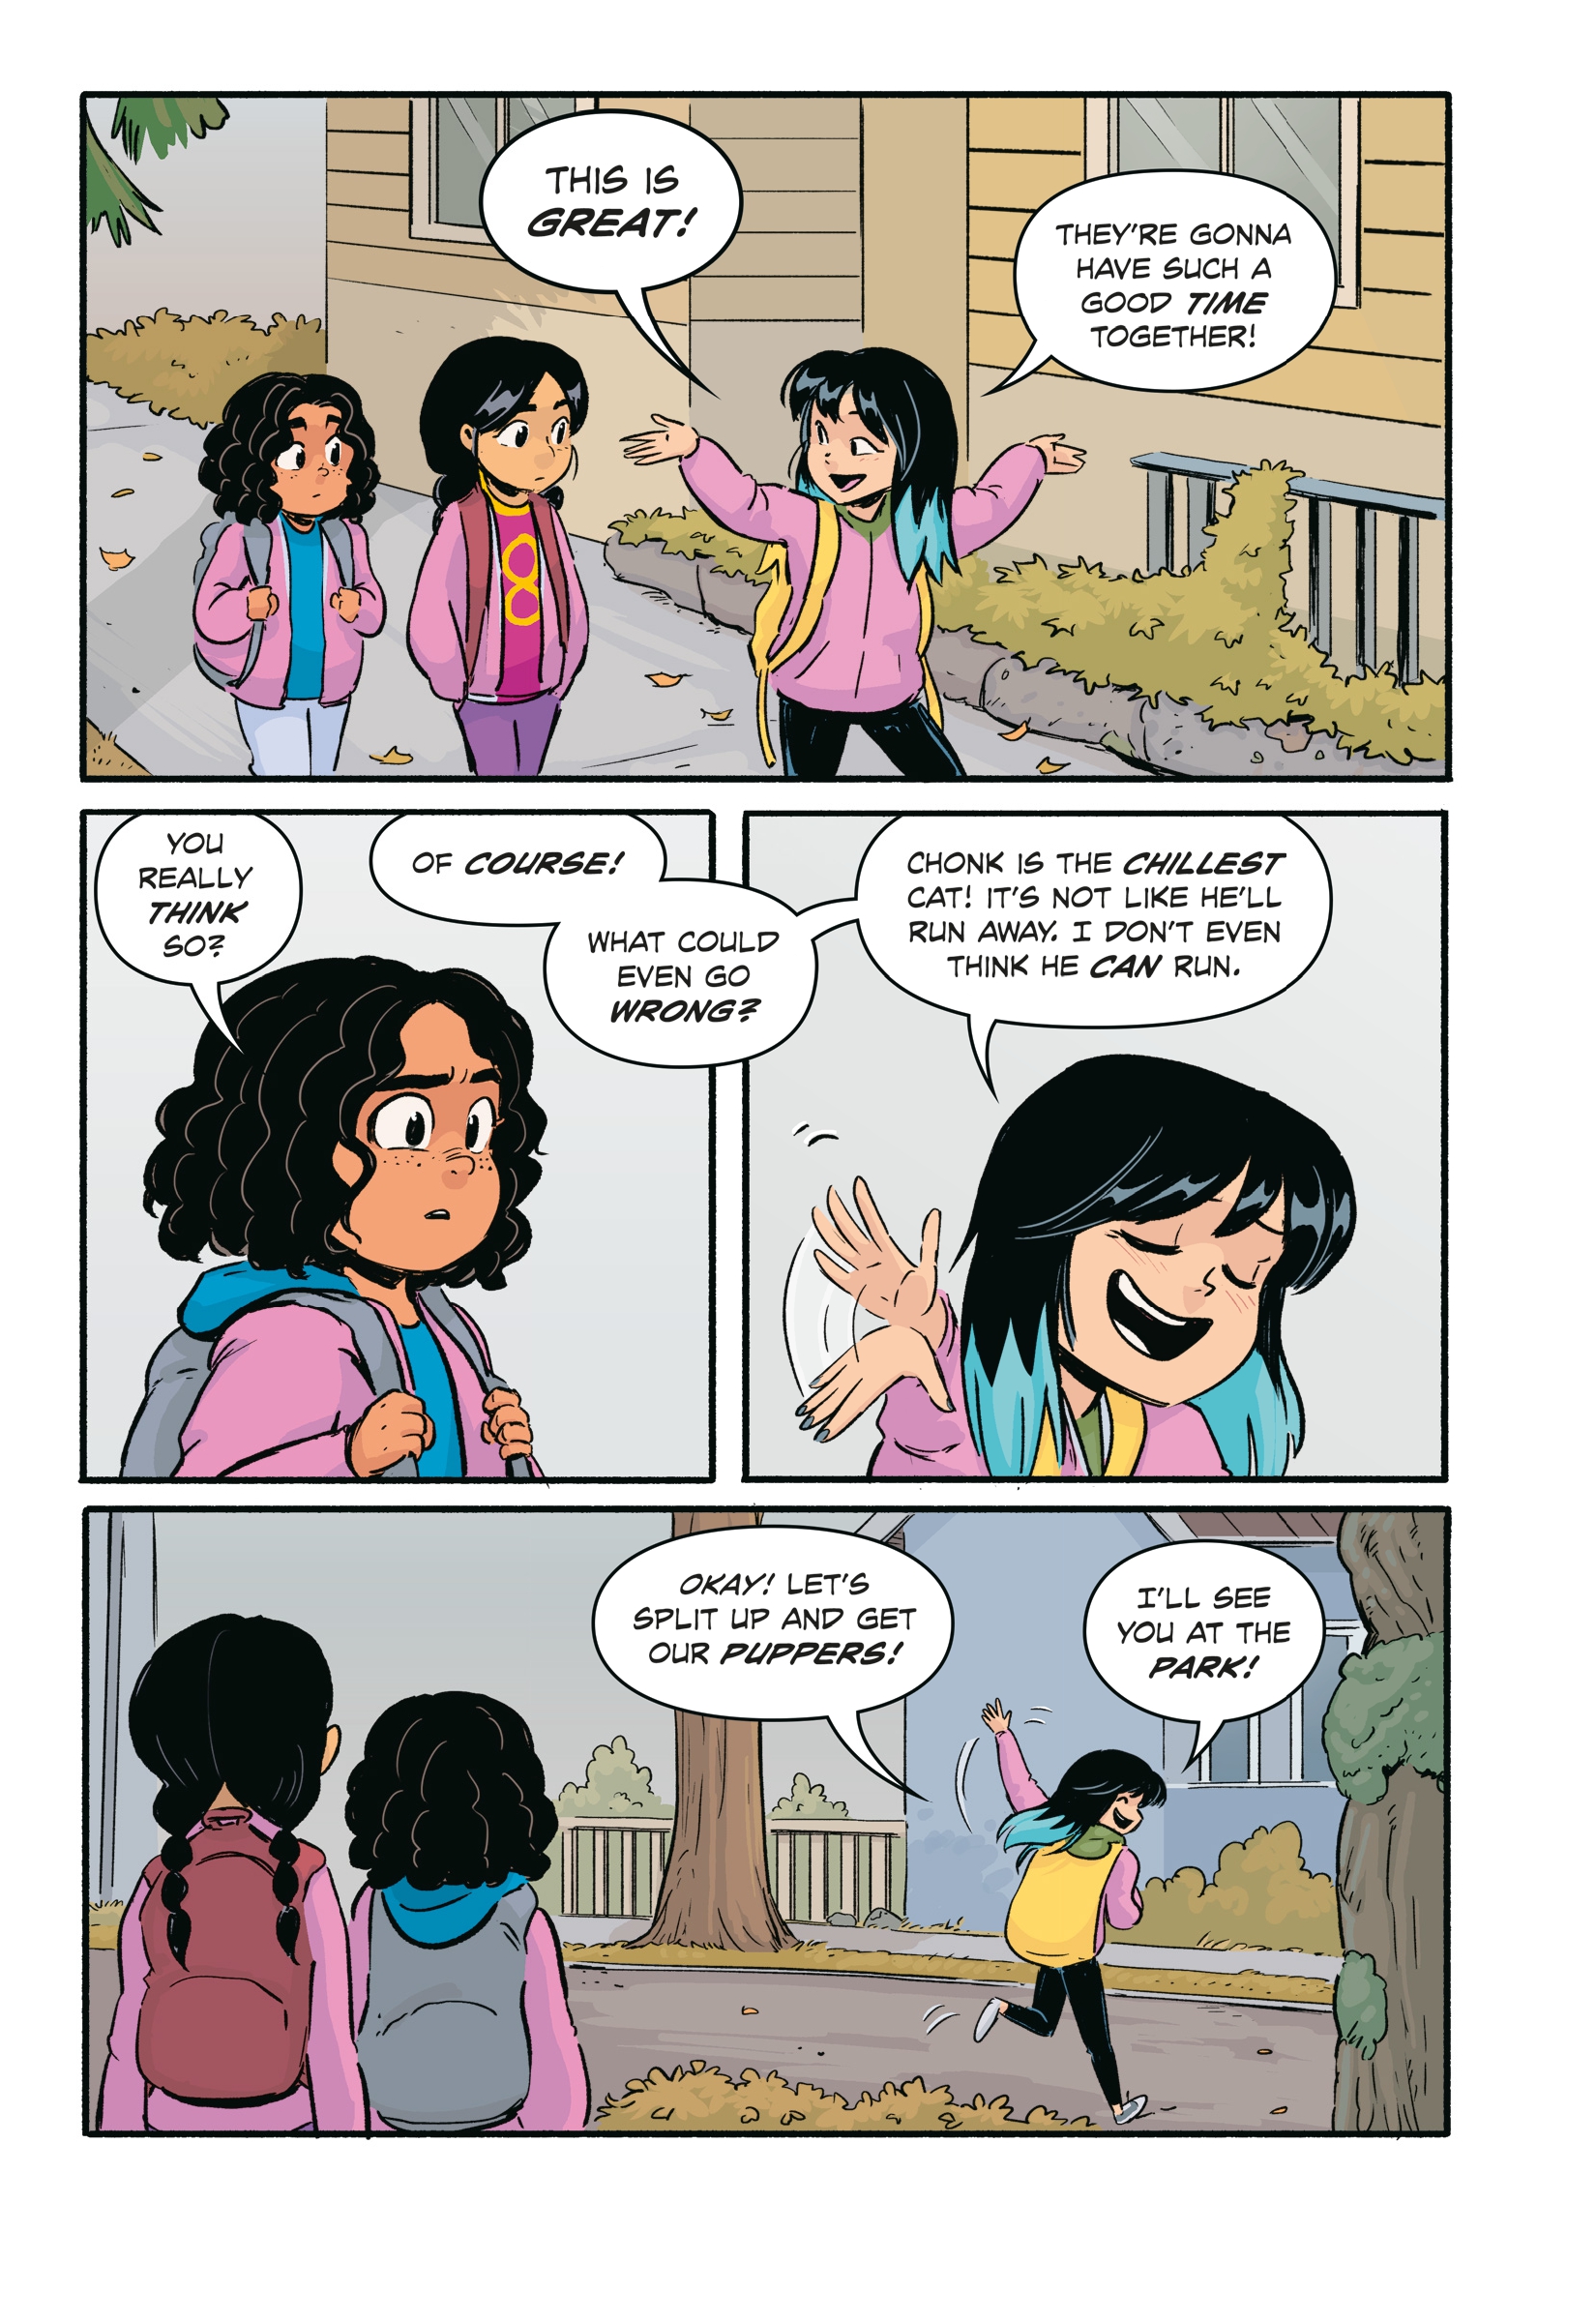 THIS IS
GREAT!
THEY'RE GONNA
HAVE SUCH A
GOOD TIME
TOGETHER!
YOU
REALLY
THINK
SO?
OF COURSE!
WHAT COULD
EVEN GO
WRONG?
CHONK IS THE CHILLEST
CAT! IT'S NOT LIKE HE'LL
RUN AWAY. I DON'T EVEN
THINK HE CAN RUN.
OKAY! LET'S
SPLIT UP AND GET
OUR PUPPERS!
I'LL SEE
YOU AT THE
PARK!